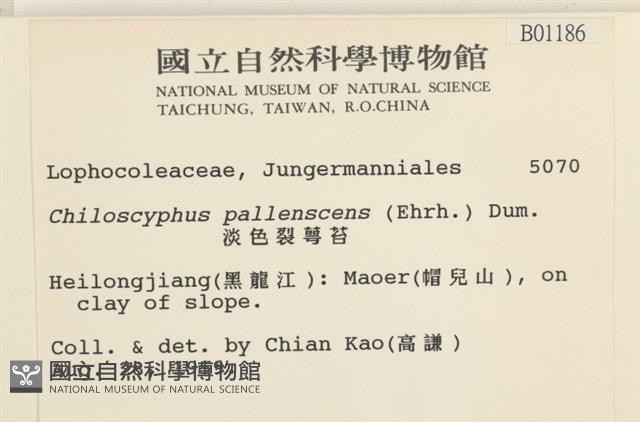 B01186
國立自然科學博物館
NATIONAL MUSEUM OF NATURAL SCIENCE
TAICHUNG, TAIWAN, R.O.CHINA
Lophocoleaceae, Jungermanniales 5070
Chiloscyphus pallenscens (Ehrh.) Dum.
淡色裂萼苔
Heilongjiang(黑龍江): Maoer(帽兒山), on
clay of slope.
Coll. & det. by Chian Kao(高謙)
國立自然科學博物館
NATIONAL MUSEUM OF NATURAL SCIENCE